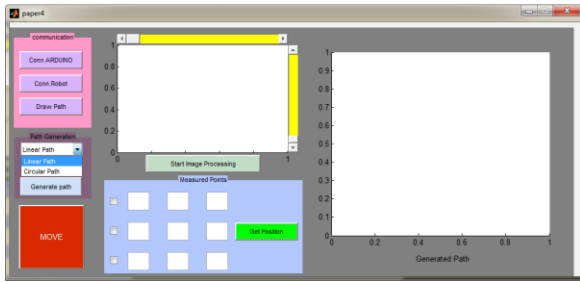 paper4
communication
Conn.ARDUINO
Conn.Robot
Draw Path
Path Generation
Linear Path
Linear Path
Circular Path
Generate path
MOVE
1
0.8
0.6
0.4
0.2
0
0
1
Start Image Processing
Measured Points
Get Position
1
0.9
0.8
0.7
0.6
0.5
0.4
0.3
0.2
0.1
0
0
0.2
0.4
0.6
0.8
1
Generated Path